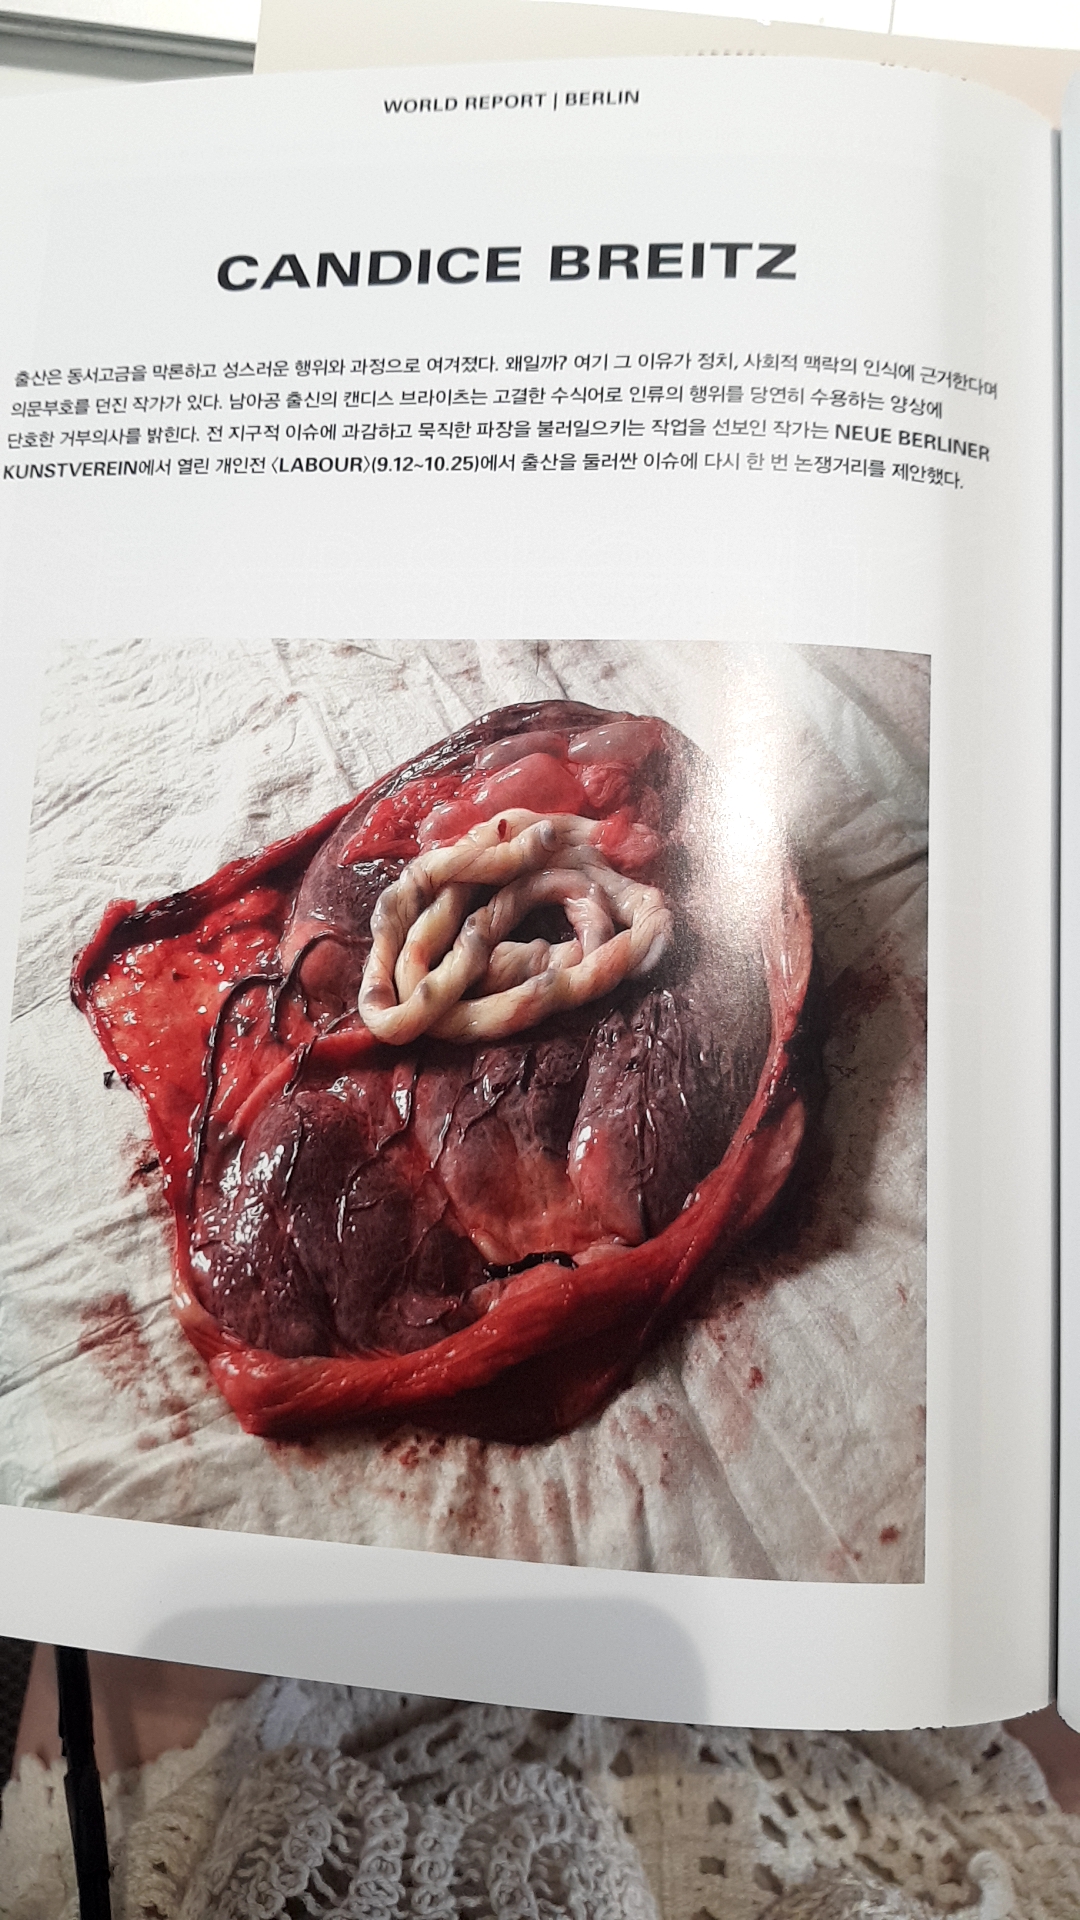 WORLD REPORT | BERLIN
CANDICE BREITZ
출산은 동서고금을 막론하고 성스러운 행위와 과정으로 여겨졌다. 왜일까? 여기 그 이유가 정치, 사회적 맥락의 인식에 근거한다며
의문부호를 던진 작가가 있다. 남아공 출신의 캔디스 브라이츠는 고결한 수식어로 인류의 행위를 당연히 수용하는 양상에
단호한 거부의사를 밝힌다. 전 지구적 이슈에 과감하고 묵직한 파장을 불러일으키는 작업을 선보인 작가는 NEUE BERLINER
KUNSTVEREIN에서 열린 개인전 〈LABOUR〉(9.12~10.25)에서 출산을 둘러싼 이슈에 다시 한 번 논쟁거리를 제안했다.